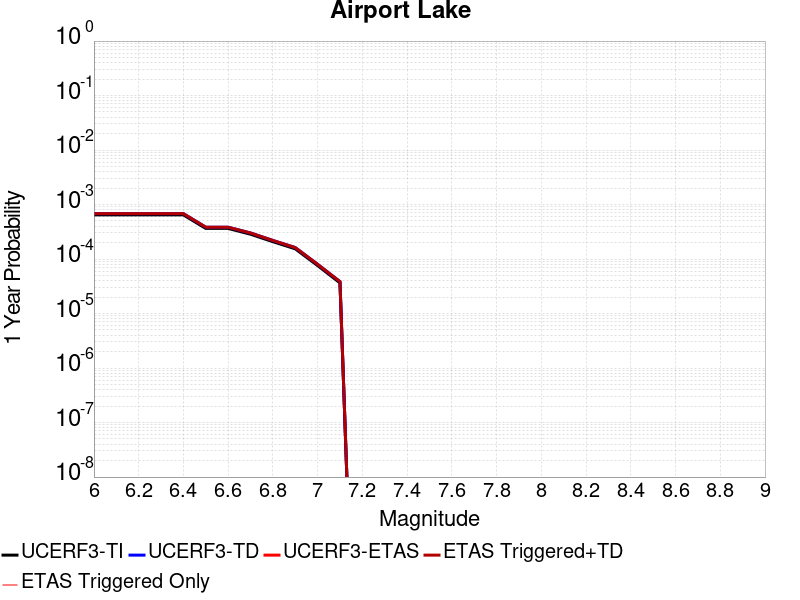 Airport Lake
10^0
10^-1
10^-2
10^-3
10^-4
10^-5
10^-6
10^-7
10^-8
1 Year Probability
6 6.2 6.4 6.6 6.8 7 7.2 7.4 7.6 7.8 8 8.2 8.4 8.6 8.8 9
Magnitude
UCERF3-TI UCERF3-TD UCERF3-ETAS ETAS Triggered+TD
ETAS Triggered Only